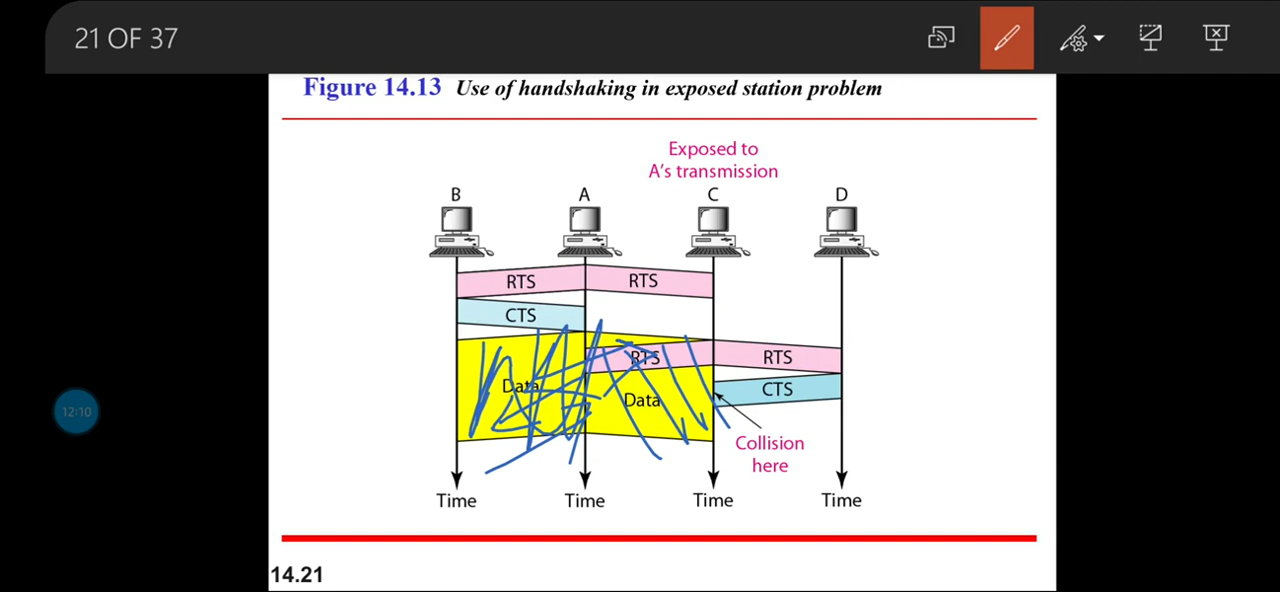 21 OF 37
Figure 14.13 Use of handshaking in exposed station problem
Exposed to
A's transmission
B A C D
RTS RTS
CTS
RTS RTS
Data CTS
Data
12:10
Collision
here
Time Time Time Time
14.21